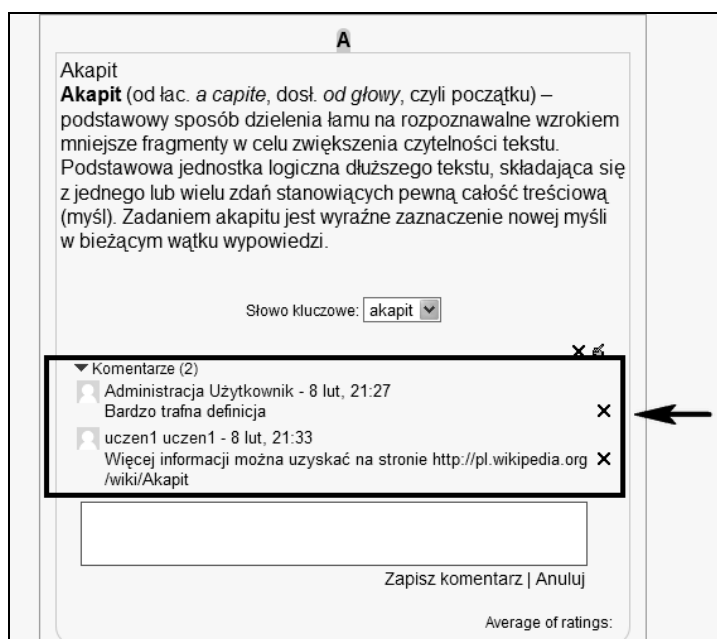 A
Akapit
Akapit (od łac. a capite, dosł. od głowy, czyli początku) –
podstawowy sposób dzielenia łamu na rozpoznawalne wzrokiem
mniejsze fragmenty w celu zwiększenia czytelności tekstu.
Podstawowa jednostka logiczna dłuższego tekstu, składająca się
z jednego lub wielu zdań stanowiących pewną całość treściową
(myśl). Zadaniem akapitu jest wyraźne zaznaczenie nowej myśli
w bieżącym wątku wypowiedzi.
Słowo kluczowe: akapit
Komentarze (2)
Administracja Użytkownik - 8 lut, 21:27
Bardzo trafna definicja
uczen1 uczen1 - 8 lut, 21:33
Więcej informacji można uzyskać na stronie http://pl.wikipedia.org
/wiki/Akapit
Zapisz komentarz | Anuluj
Average of ratings: